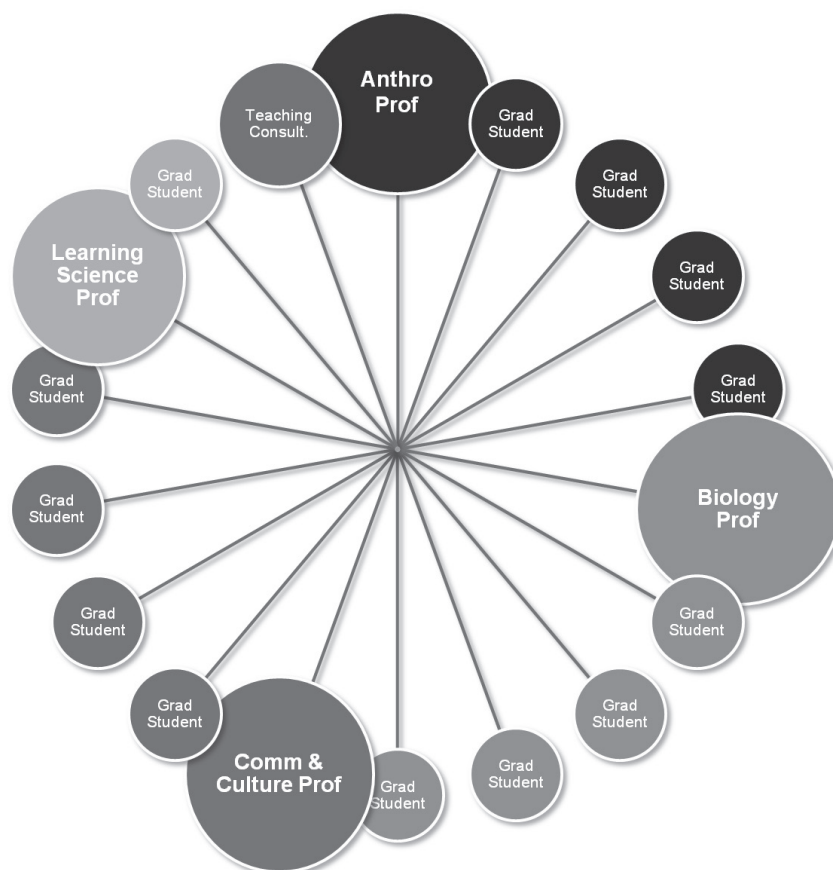 Anthro
Prof
Grad
Student
Grad
Student
Grad
Student
Grad
Student
Biology
Prof
Grad
Student
Grad
Student
Grad
Student
Grad
Student
Comm &
Culture Prof
Grad
Student
Grad
Student
Grad
Student
Grad
Student
Learning
Science
Prof
Grad
Student
Teaching
Consult.